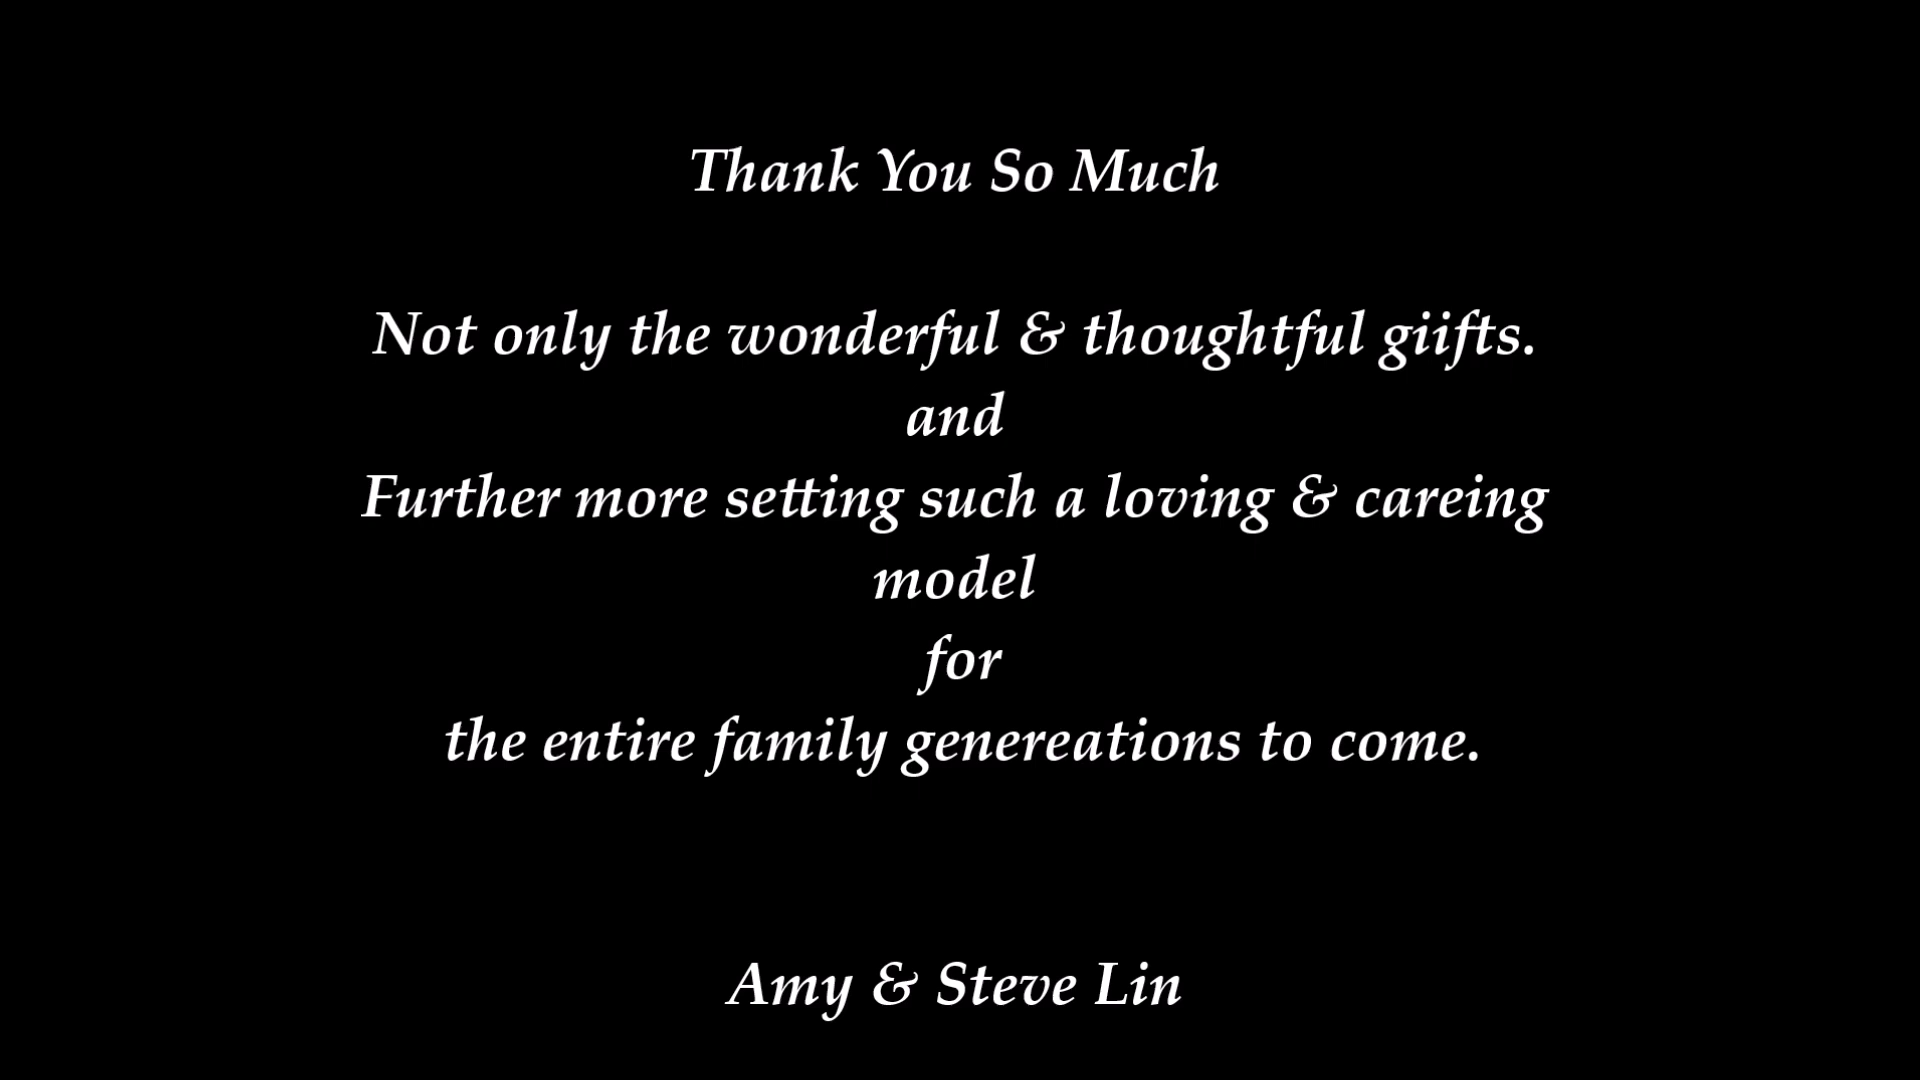 Thank You So Much
Not only the wonderful & thoughtful giifts.
and
Further more setting such a loving & careing
model
for
the entire family genereations to come.
Amy & Steve Lin